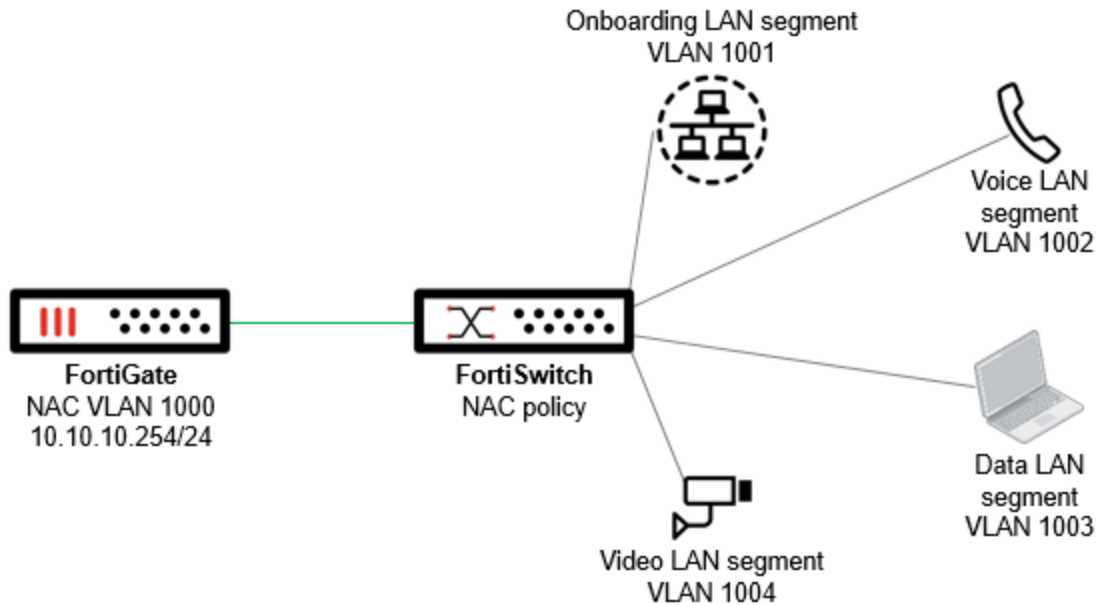 Onboarding LAN segment
VLAN 1001
Voice LAN
segment
VLAN 1002
FortiGate
NAC VLAN 1000
10.10.10.254/24
FortiSwitch
NAC policy
Data LAN
segment
VLAN 1003
Video LAN segment
VLAN 1004